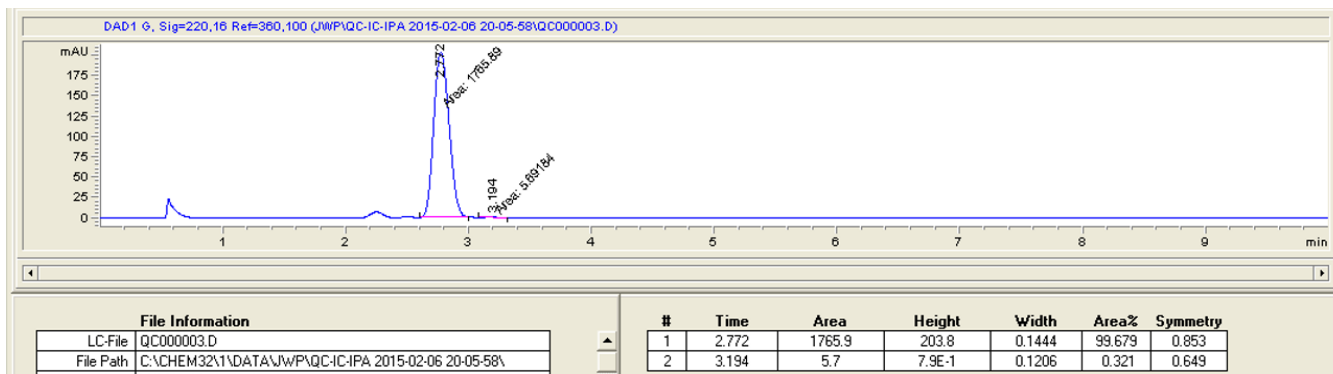 DAD1 G, Sig=220,16 Ref=360,100 (JWP\QC-IC-IPA 2015-02-06 20-05-58\QC000003.D)
mAU
175
150
125
100
75
50
25
0
2.772
Area: 1765.89
3.194
Area: 5.69184
1 2 3 4 5 6 7 8 9 min
File Information
LC-File QC000003.D
File Path C:\CHEM32\1\DATA\JWP\QC-IC-IPA 2015-02-06 20-05-58\
# Time Area Height Width Area% Symmetry
1 2.772 1765.9 203.8 0.1444 99.679 0.853
2 3.194 5.7 7.9E-1 0.1206 0.321 0.649